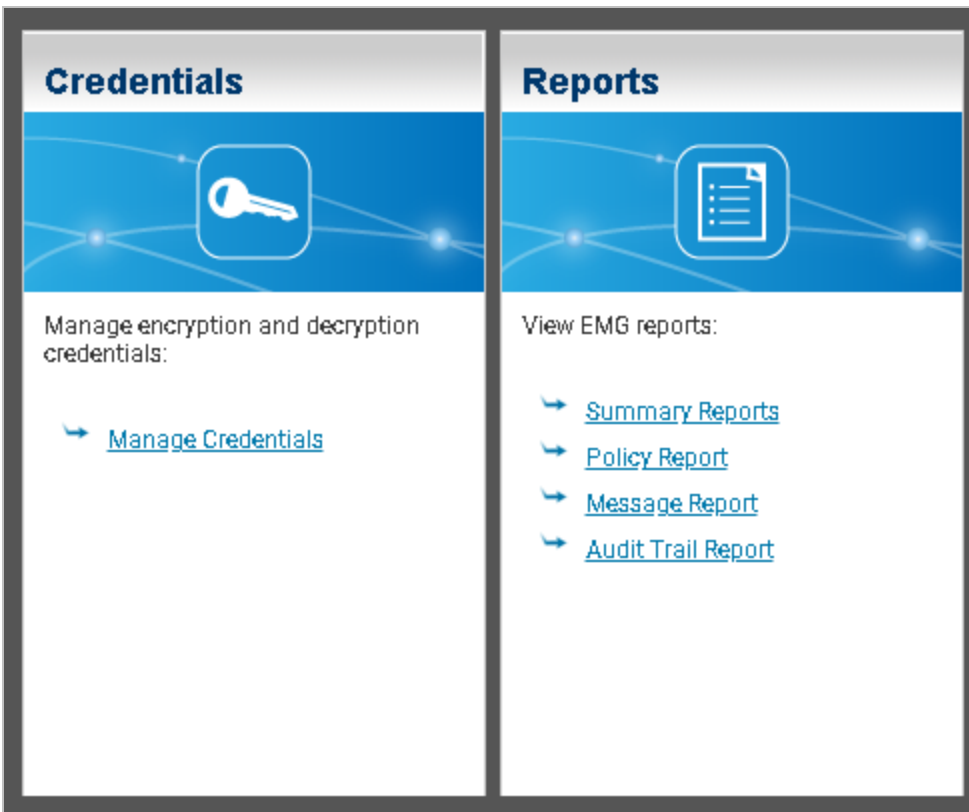 Credentials
Manage encryption and decryption
credentials:
Manage Credentials
Reports
View EMG reports:
Summary Reports
Policy Report
Message Report
Audit Trail Report